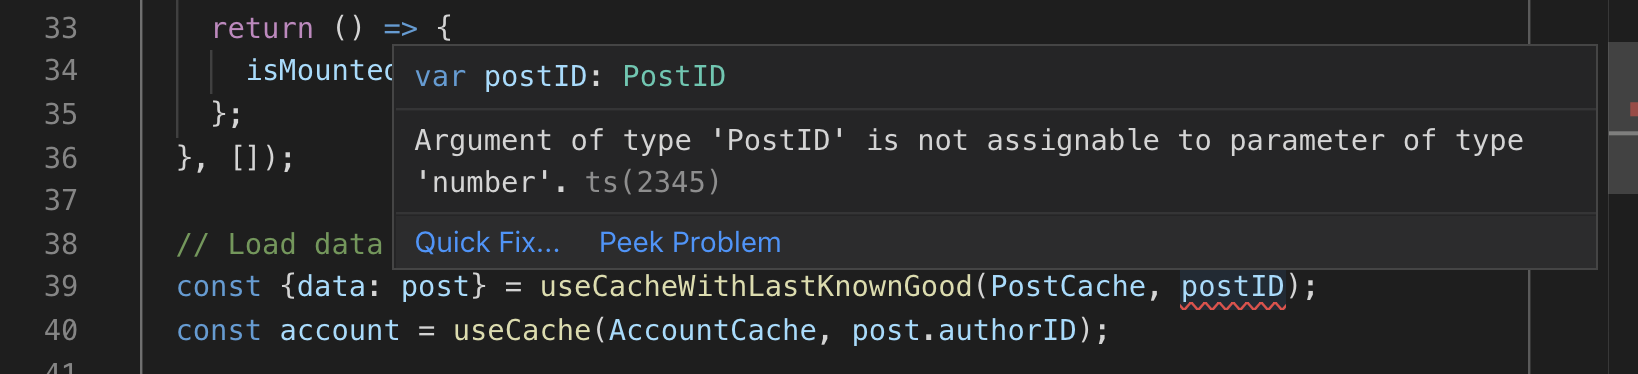 33 return () => {
34 isMounted
35 };
36 }, []);
37
38 // Load data
39 const {data: post} = useCacheWithLastKnownGood(PostCache, postID);
40 const account = useCache(AccountCache, post.authorID);
41
var postID: PostID
Argument of type 'PostID' is not assignable to parameter of type
'number'. ts(2345)
Quick Fix... Peek Problem